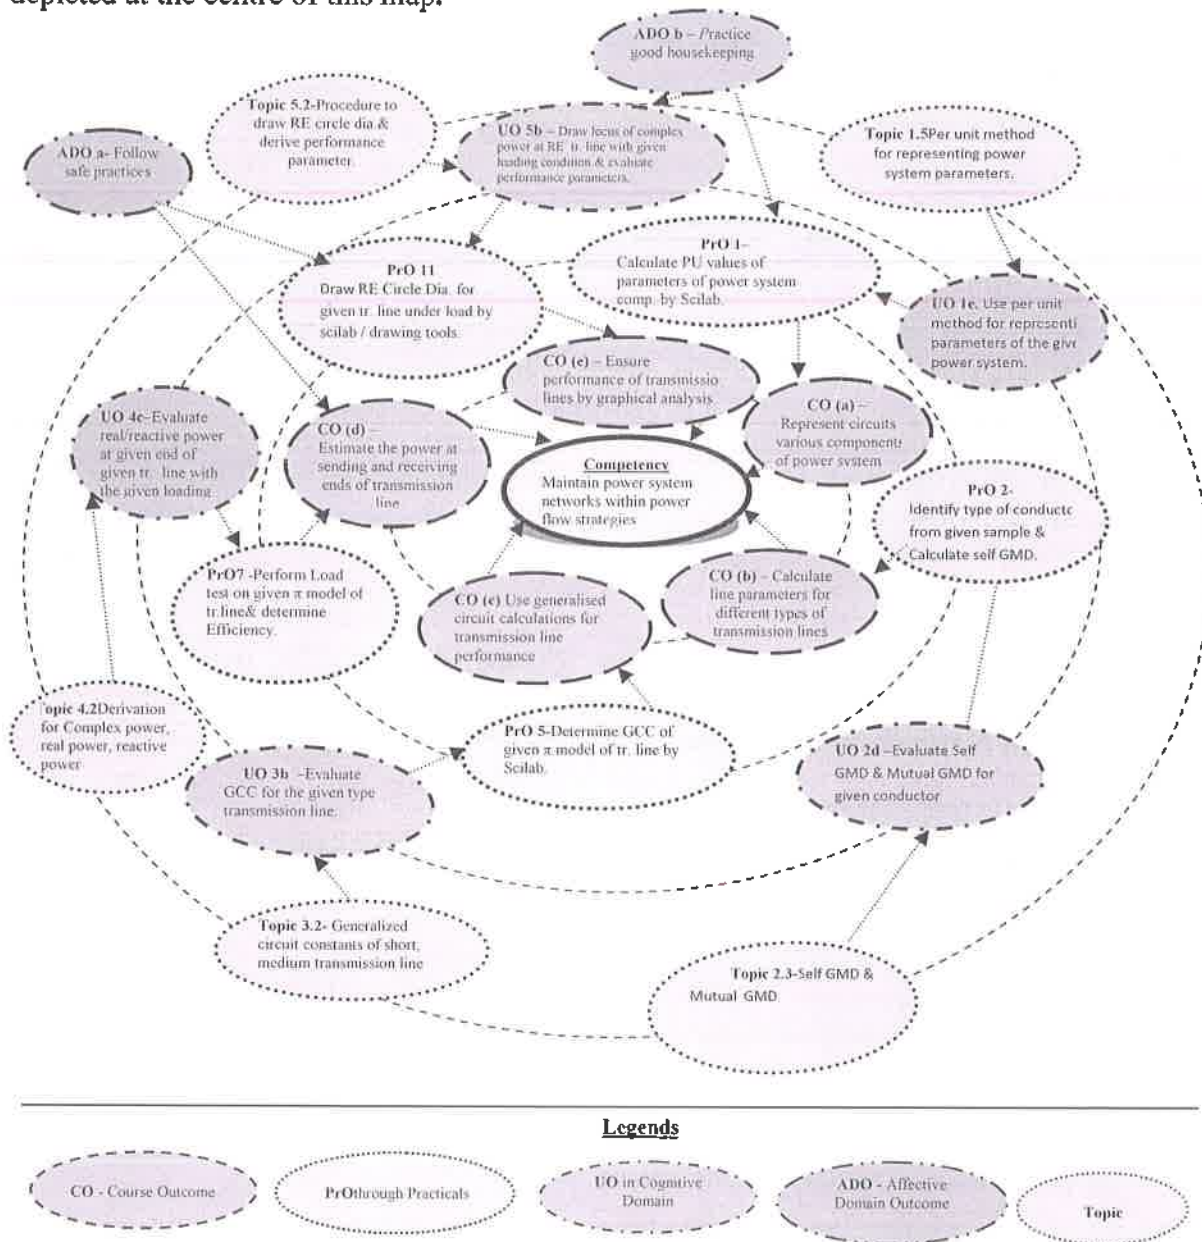 depicted at the centre of this map.
ADO b – Practice
good housekeeping
Topic 5.2-Procedure to
draw RE circle dia.&
derive performance
parameter.
UO 5b – Draw locus of complex
power at RE tr. line with given
loading condition & evaluate
performance parameters.
Topic 1.5Per unit method
for representing power
system parameters.
ADO a- Follow
safe practices
PrO 11
Draw RE Circle Dia. for
given tr. line under load by
scilab / drawing tools.
PrO 1-
Calculate PU values of
parameters of power system
comp. by Scilab.
UO 1e. Use per unit
method for representi
parameters of the give
power system.
CO (e) – Ensure
performance of transmissio
lines by graphical analysis
UO 4c-Evaluate
real/reactive power
at given end of
given tr. line with
the given loading
CO (d) –
Estimate the power at
sending and receiving
ends of transmission
line
CO (a) –
Represent circuits
various components
of power system
Competency
Maintain power system
networks within power
flow strategies
PrO 2-
Identify type of conductc
from given sample &
Calculate self GMD.
PrO7 -Perform Load
test on given π model of
tr.line& determine
Efficiency.
CO (c) Use generalised
circuit calculations for
transmission line
performance
CO (b) – Calculate
line parameters for
different types of
transmission lines
opic 4.2Derivation
for Complex power,
real power, reactive
power
PrO 5-Determine GCC of
given π model of tr. line by
Scilab.
UO 3b –Evaluate
GCC for the given type
transmission line.
UO 2d –Evaluate Self
GMD & Mutual GMD for
given conductor
Topic 3.2- Generalized
circuit constants of short,
medium transmission line
Topic 2.3-Self GMD &
Mutual GMD.
Legends
CO - Course Outcome
PrOthrough Practicals
UO in Cognitive
Domain
ADO - Affective
Domain Outcome
Topic